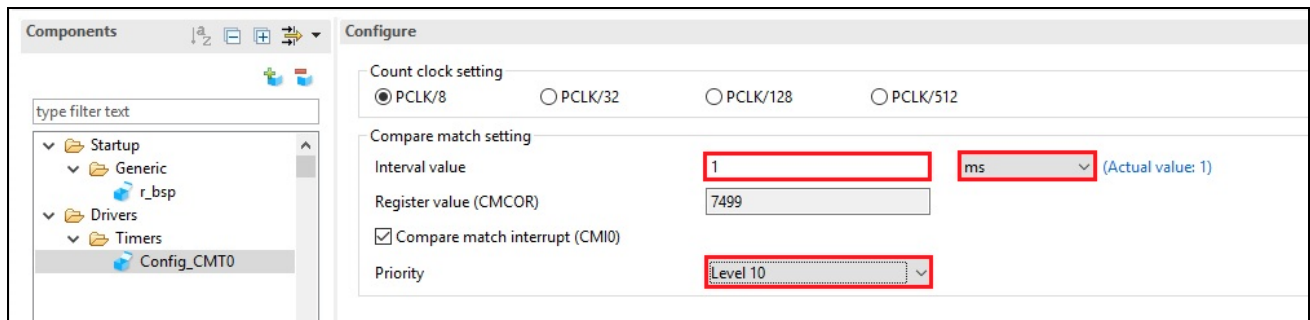 Components
Configure
type filter text
Startup
Generic
r_bsp
Drivers
Timers
Config_CMT0
Count clock setting
PCLK/8 PCLK/32 PCLK/128 PCLK/512
Compare match setting
Interval value 1 ms (Actual value: 1)
Register value (CMCOR) 7499
Compare match interrupt (CMI0)
Priority Level 10